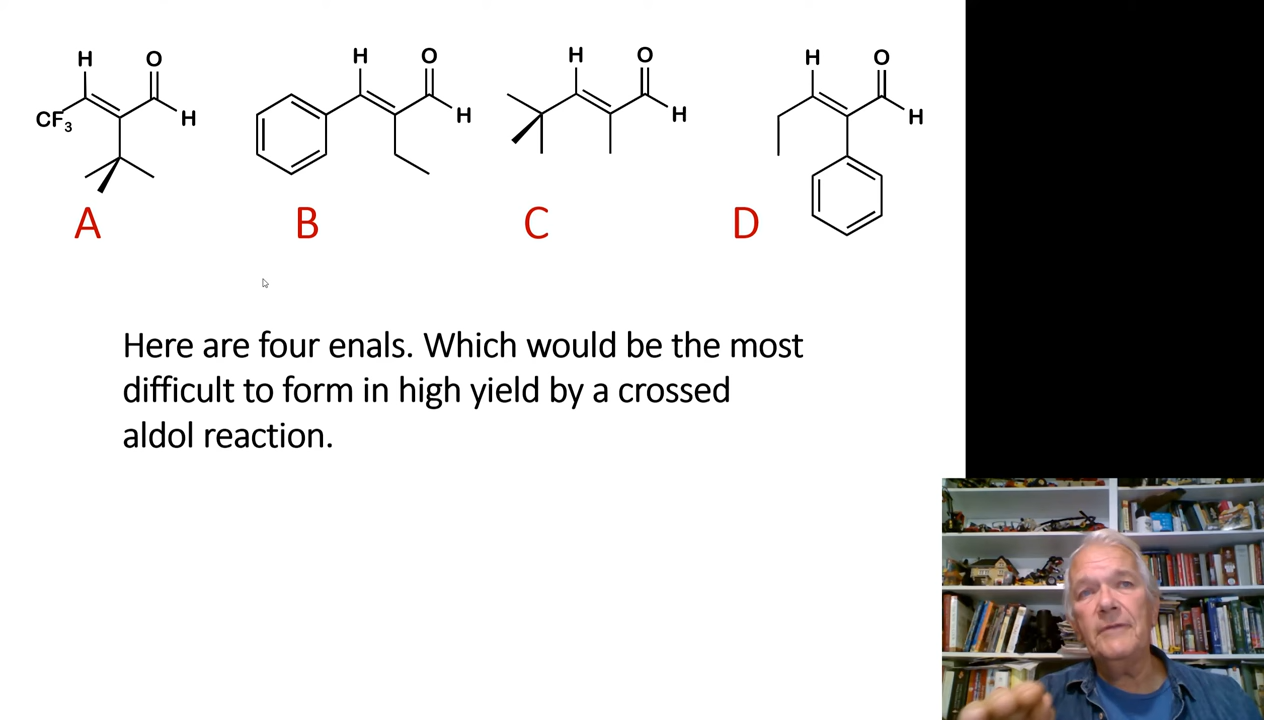 H O H O H O H O
CF3 H H H H
A B C D
Here are four enals. Which would be the most
difficult to form in high yield by a crossed
aldol reaction.